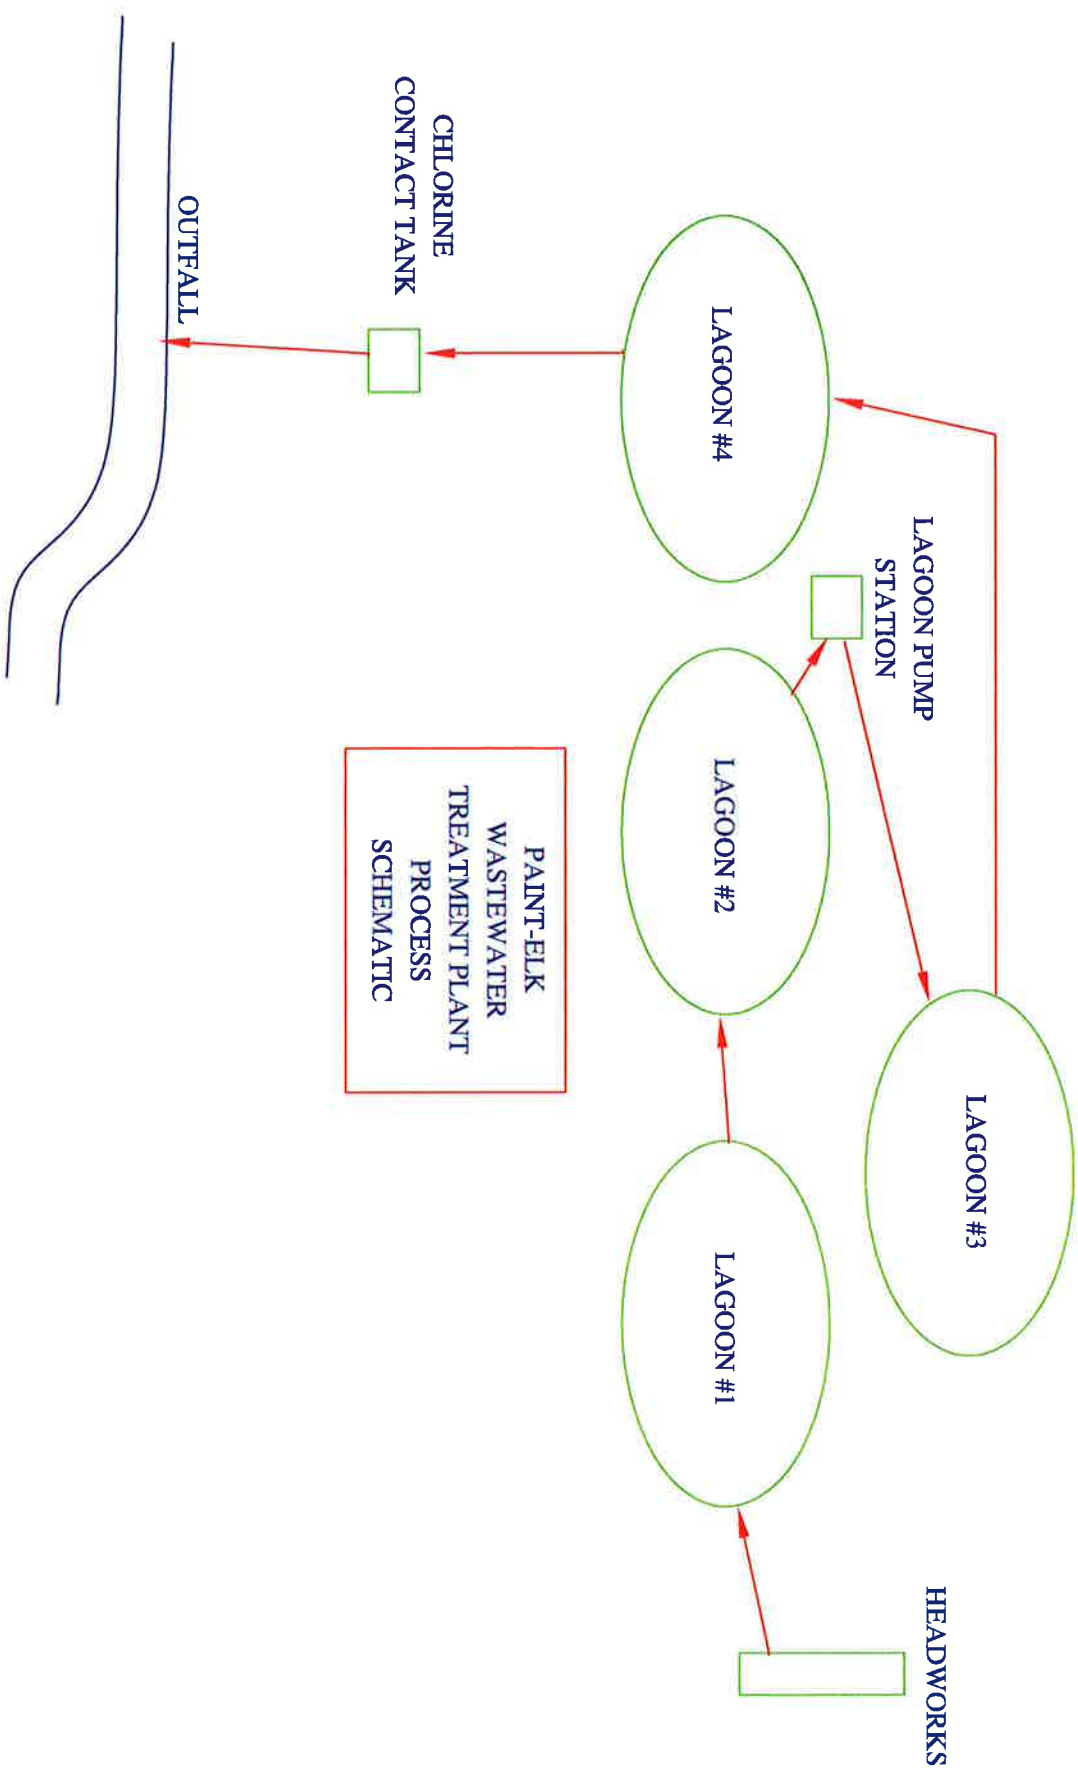 LAGOON #3
HEADWORKS
LAGOON PUMP
STATION
LAGOON #4
LAGOON #2
LAGOON #1
CHLORINE
CONTACT TANK
PAINT-ELK
WASTEWATER
TREATMENT PLANT
PROCESS
SCHEMATIC
OUTFALL